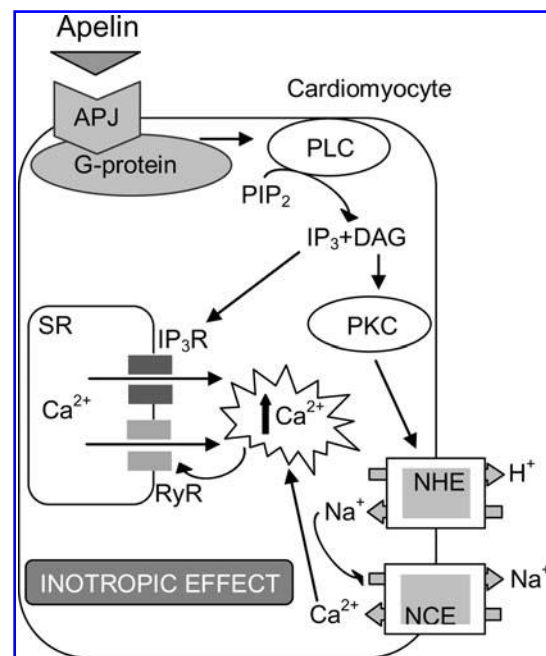 Apelin
Cardiomyocyte
APJ
G-protein
PLC
PIP₂
IP₃+DAG
PKC
SR
IP₃R
Ca²⁺
Ca²⁺
RyR
NHE
H⁺
Na⁺
INOTROPIC EFFECT
Na⁺
Ca²⁺
NCE